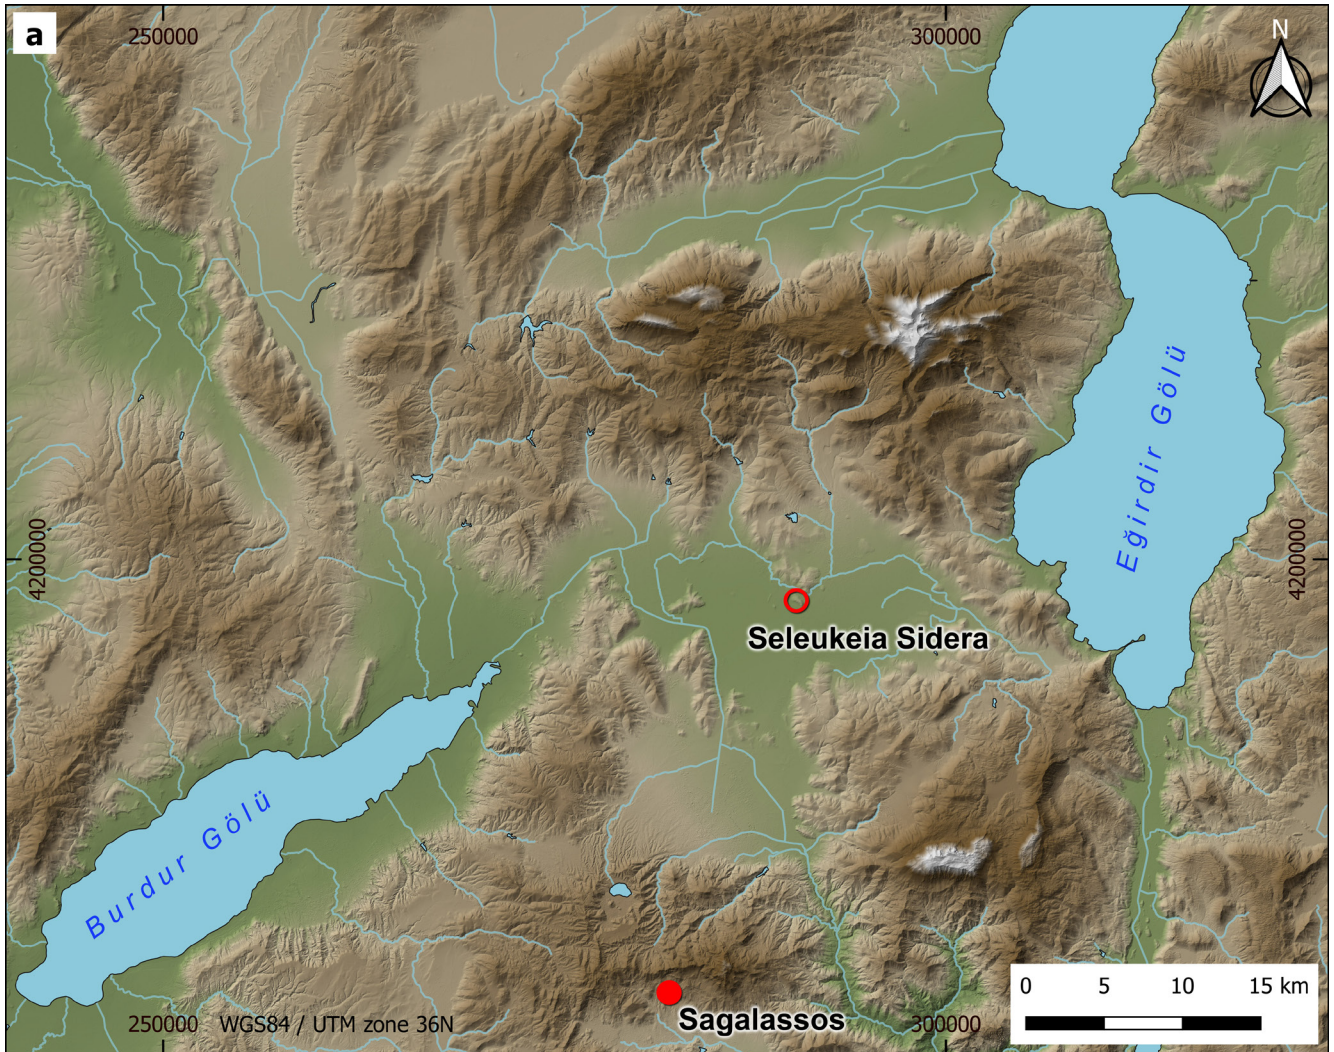 a
250000
300000
N
Eğirdir Gölü
4200000
4200000
Seleukeia Sidera
Burdur Gölü
0 5 10 15 km
Sagalassos
250000 WGS84 / UTM zone 36N
300000